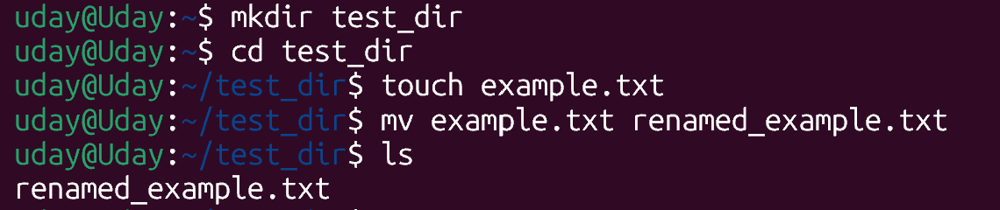 uday@Uday:~$ mkdir test_dir
uday@Uday:~$ cd test_dir
uday@Uday:~/test_dir$ touch example.txt
uday@Uday:~/test_dir$ mv example.txt renamed_example.txt
uday@Uday:~/test_dir$ ls
renamed_example.txt